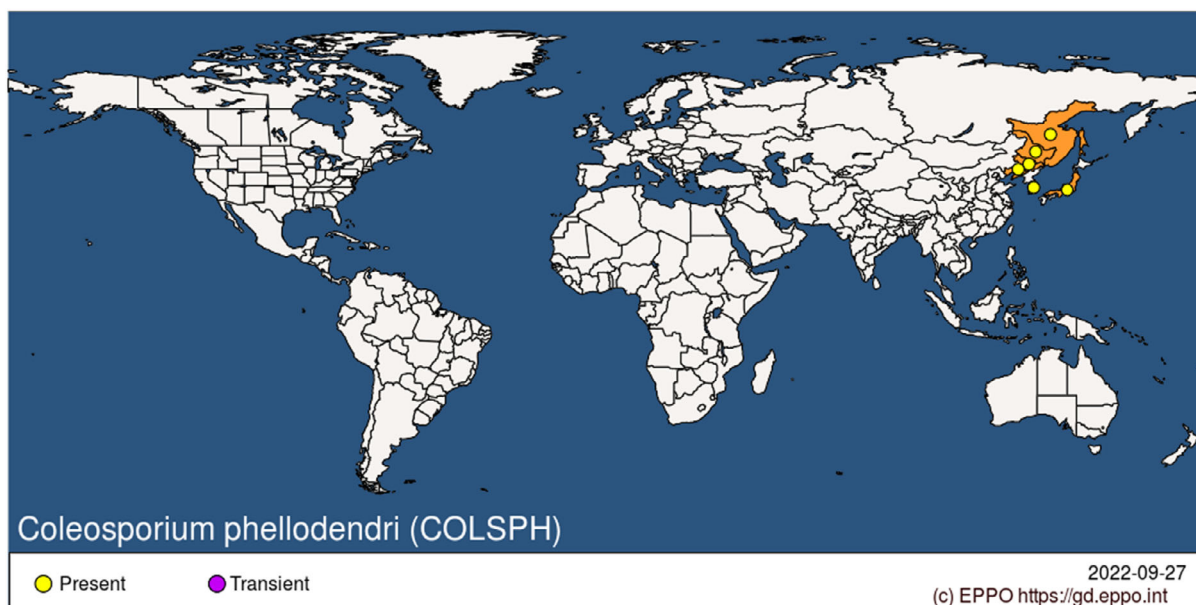 Coleosporium phellodendri (COLSPH)
Present
Transient
2022-09-27
(c) EPPO https://gd.eppo.int